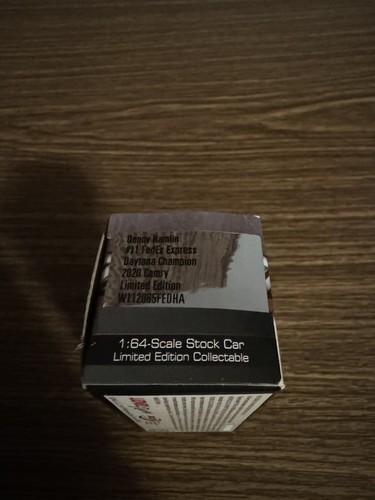 Denny Hamlin
#11 FedEx Express
Daytona Champion
2020 Camry
Limited Edition
W112065FEDHA
1:64-Scale Stock Car
Limited Edition Collectable